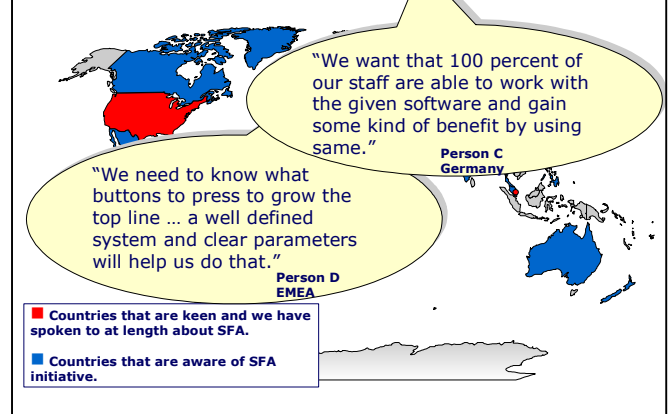 “We want that 100 percent of
our staff are able to work with
the given software and gain
some kind of benefit by using
same.”
Person C
Germany
“We need to know what
buttons to press to grow the
top line … a well defined
system and clear parameters
will help us do that.”
Person D
EMEA
Countries that are keen and we have
spoken to at length about SFA.
Countries that are aware of SFA
initiative.